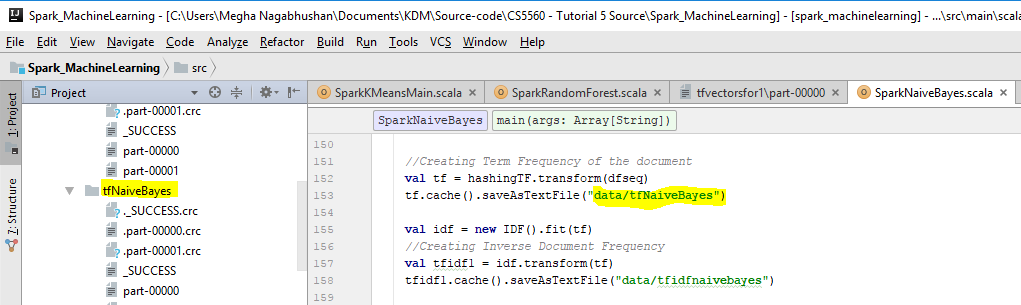 Spark_MachineLearning - [C:\Users\Megha Nagabhushan\Documents\KDM\Source-code\CS5560 - Tutorial 5 Source\Spark_MachineLearning] - [spark_machinelearning] - ...\src\main\scala
File Edit View Navigate Code Analyze Refactor Build Run Tools VCS Window Help
Spark_MachineLearning src
Project SparkKMeansMain.scala × SparkRandomForest.scala × tfvectorsfor1\part-00000 × SparkNaiveBayes.scala ×
1: Project
7: Structure
.part-00001.crc
_SUCCESS
part-00000
part-00001
tfNaiveBayes
._SUCCESS.crc
.part-00000.crc
.part-00001.crc
_SUCCESS
part-00000
SparkNaiveBayes main(args: Array[String])
150
151 //Creating Term Frequency of the document
152 val tf = hashingTF.transform(dfseq)
153 tf.cache().saveAsTextFile("data/tfNaiveBayes")
154
155 val idf = new IDF().fit(tf)
156 //Creating Inverse Document Frequency
157 val tfidf1 = idf.transform(tf)
158 tfidf1.cache().saveAsTextFile("data/tfidfnaivebayes")
159